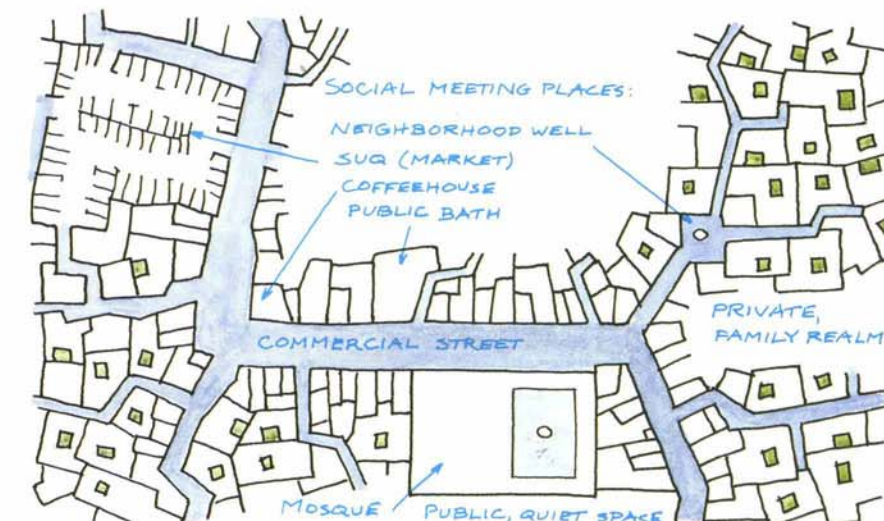 SOCIAL MEETING PLACES:
NEIGHBORHOOD WELL
SUQ (MARKET)
COFFEEHOUSE
PUBLIC BATH
PRIVATE,
FAMILY REALM
COMMERCIAL STREET
MOSQUE
PUBLIC, QUIET SPACE